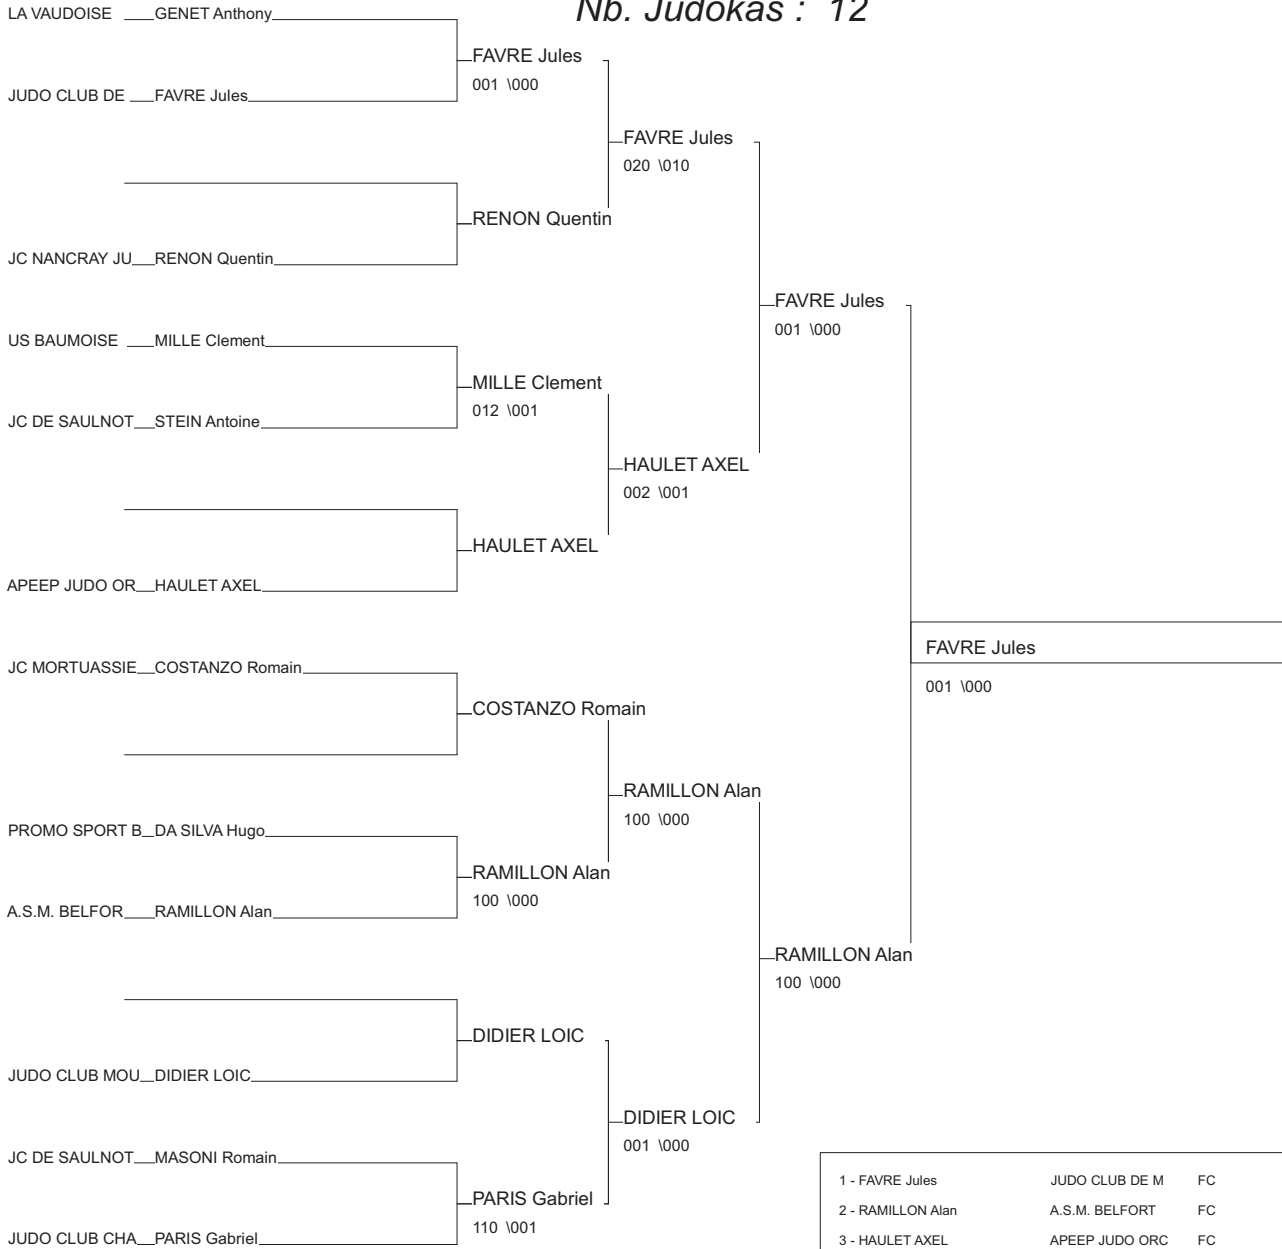 Nb. Judokas : 12
LA VAUDOISE GENET Anthony
FAVRE Jules
001 \000
JUDO CLUB DE FAVRE Jules
FAVRE Jules
020 \010
RENON Quentin
JC NANCRAY JU RENON Quentin
FAVRE Jules
001 \000
US BAUMOISE MILLE Clement
MILLE Clement
012 \001
JC DE SAULNOT STEIN Antoine
HAULET AXEL
002 \001
HAULET AXEL
APEEP JUDO OR HAULET AXEL
FAVRE Jules
001 \000
JC MORTUASSIE COSTANZO Romain
COSTANZO Romain
RAMILLON Alan
100 \000
PROMO SPORT B DA SILVA Hugo
RAMILLON Alan
100 \000
A.S.M. BELFOR RAMILLON Alan
RAMILLON Alan
100 \000
DIDIER LOIC
JUDO CLUB MOU DIDIER LOIC
DIDIER LOIC
001 \000
JC DE SAULNOT MASONI Romain
PARIS Gabriel
110 \001
JUDO CLUB CHA PARIS Gabriel
1 - FAVRE Jules JUDO CLUB DE M FC
2 - RAMILLON Alan A.S.M. BELFORT FC
3 - HAULET AXEL APEEP JUDO ORC FC